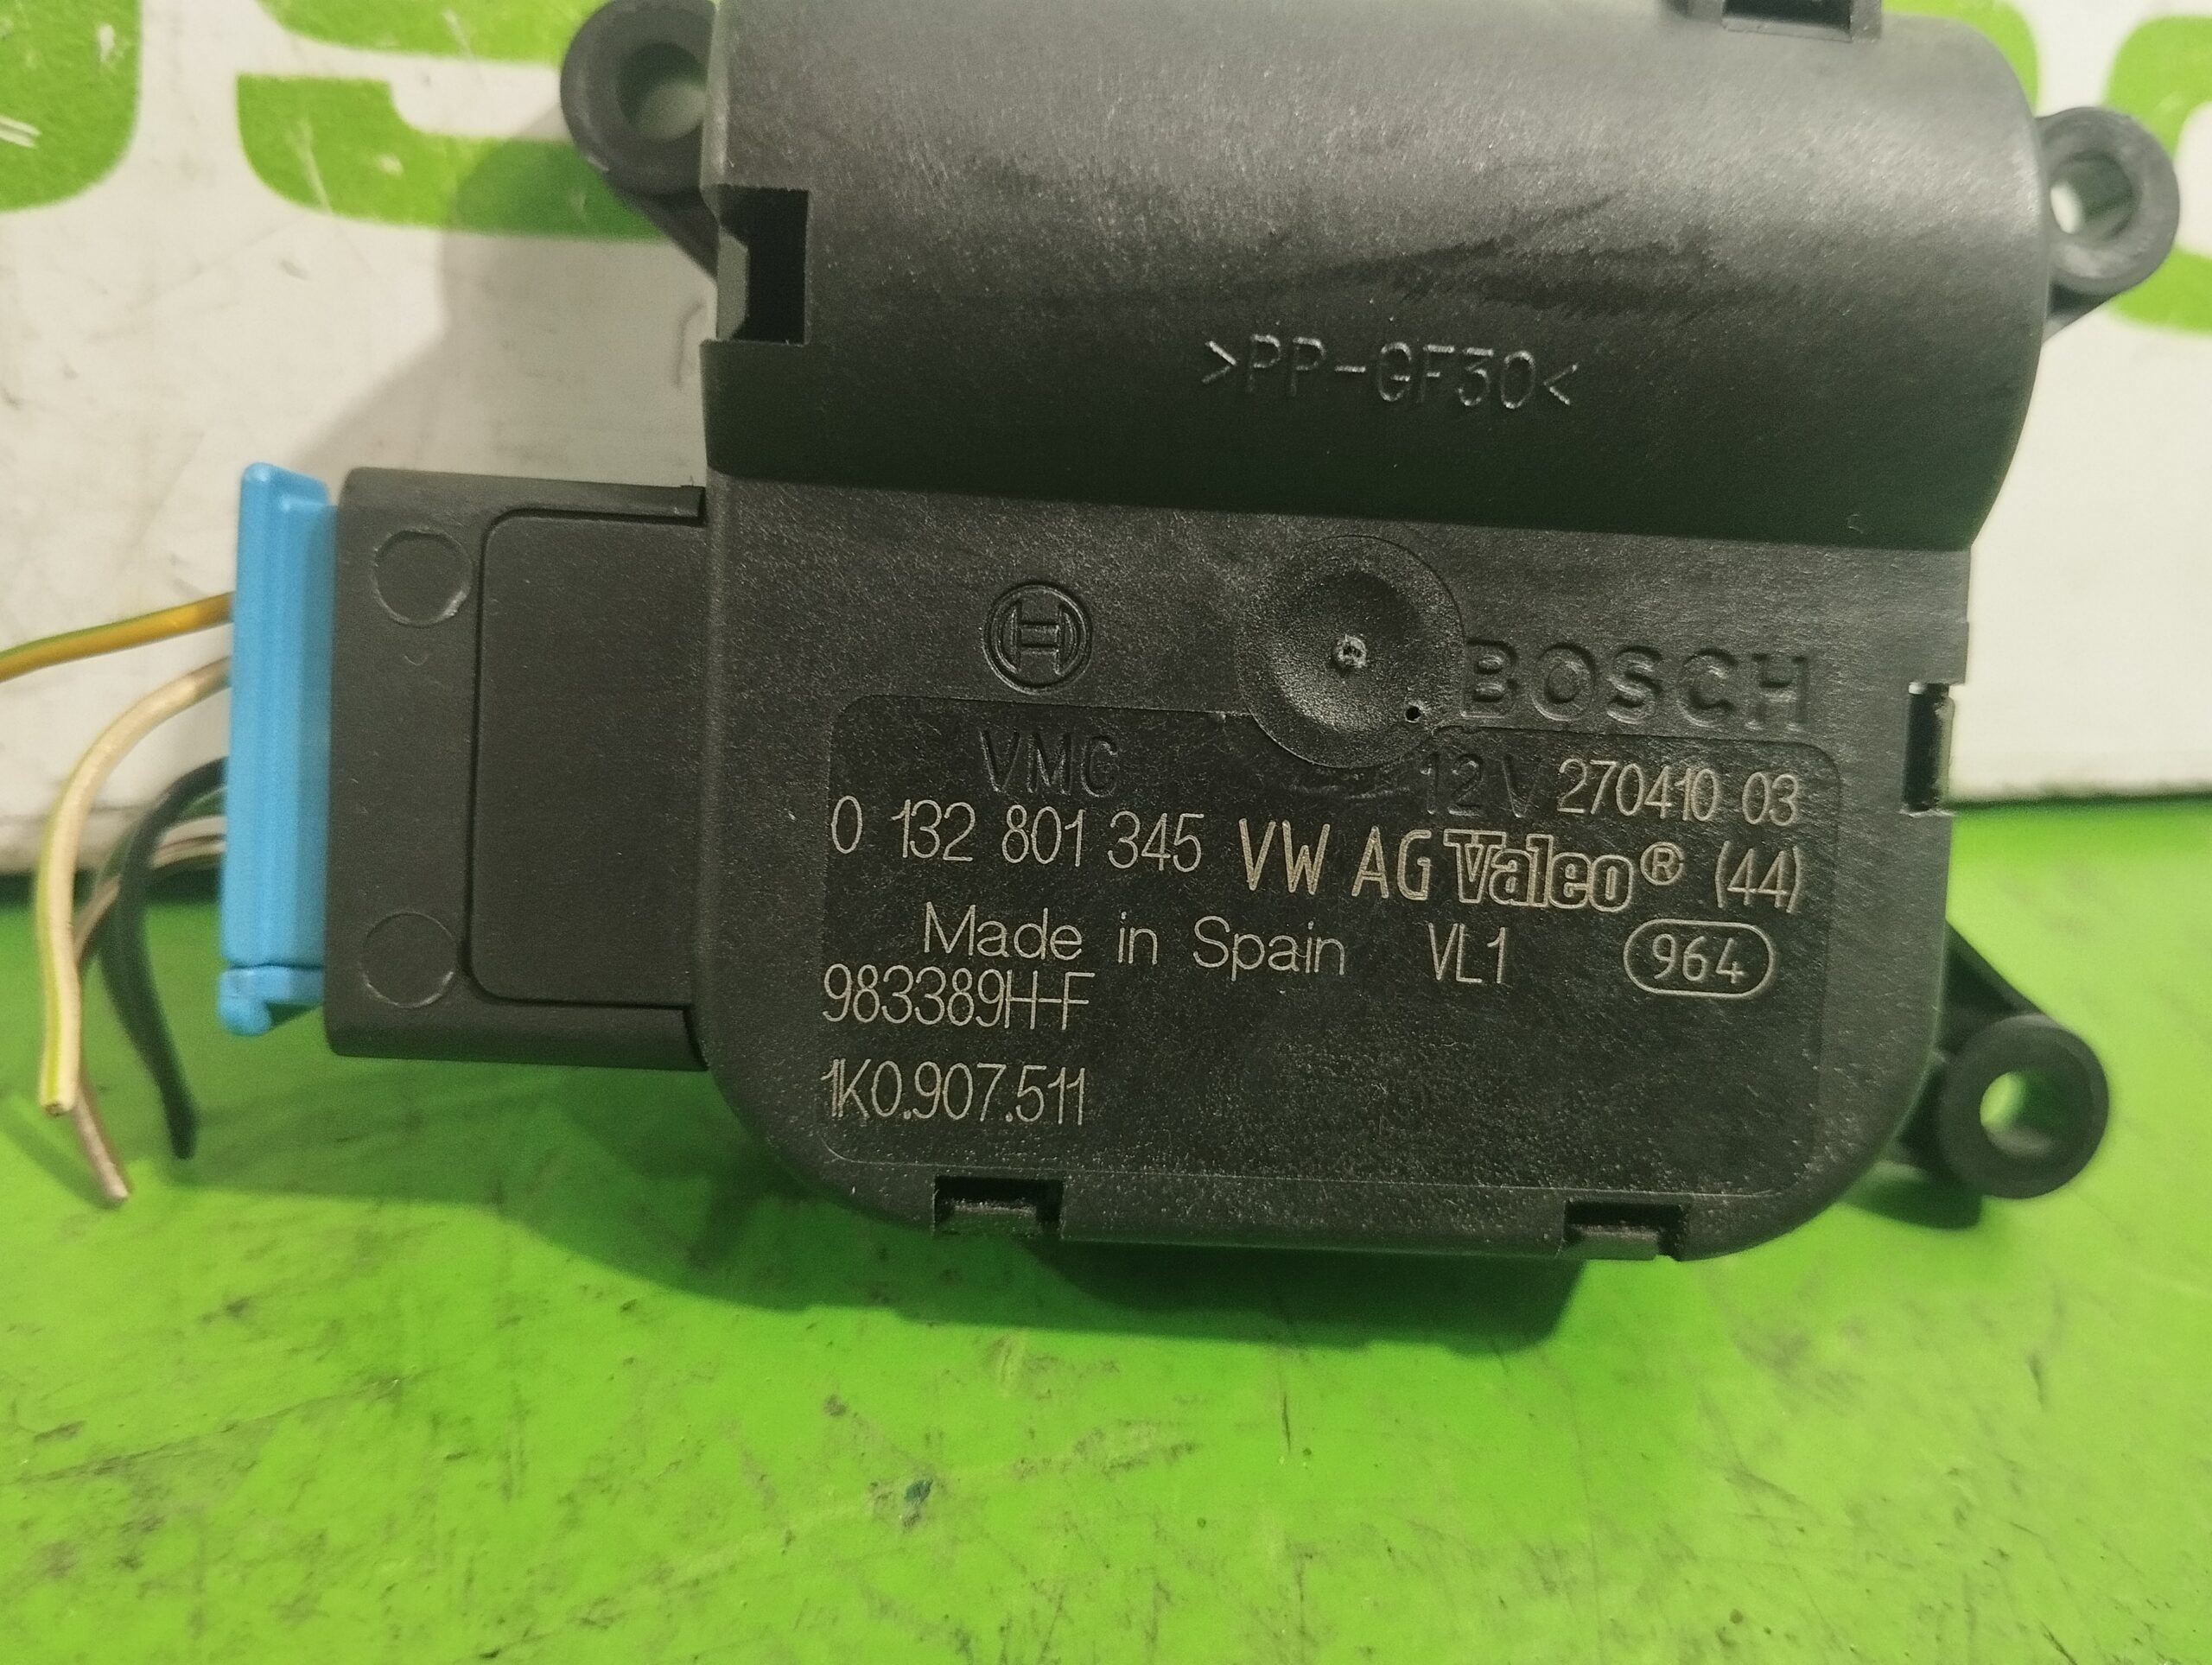 >PP-GF30<
BOSCH
VMC 12V 270410 03
0 132 801 345 VW AG Valeo® (44)
Made in Spain VL1 964
983389H-F
1K0.907.511